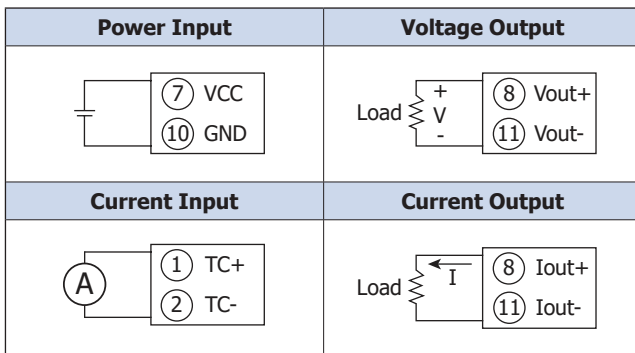 Power Input
Voltage Output
7 VCC
10 GND
Load + V - 
8 Vout+
11 Vout-
Current Input
Current Output
A
1 TC+
2 TC-
Load I
8 Iout+
11 Iout-